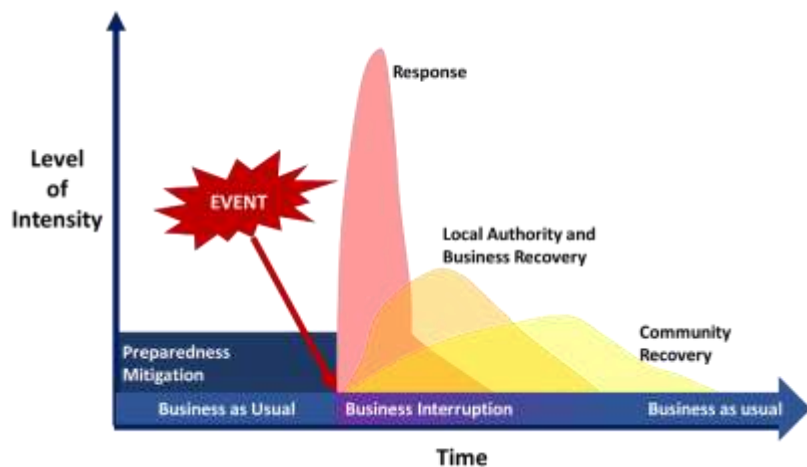 Response
Level
of
Intensity
EVENT
Local Authority and
Business Recovery
Community
Recovery
Preparedness
Mitigation
Business as Usual
Business Interruption
Business as usual
Time